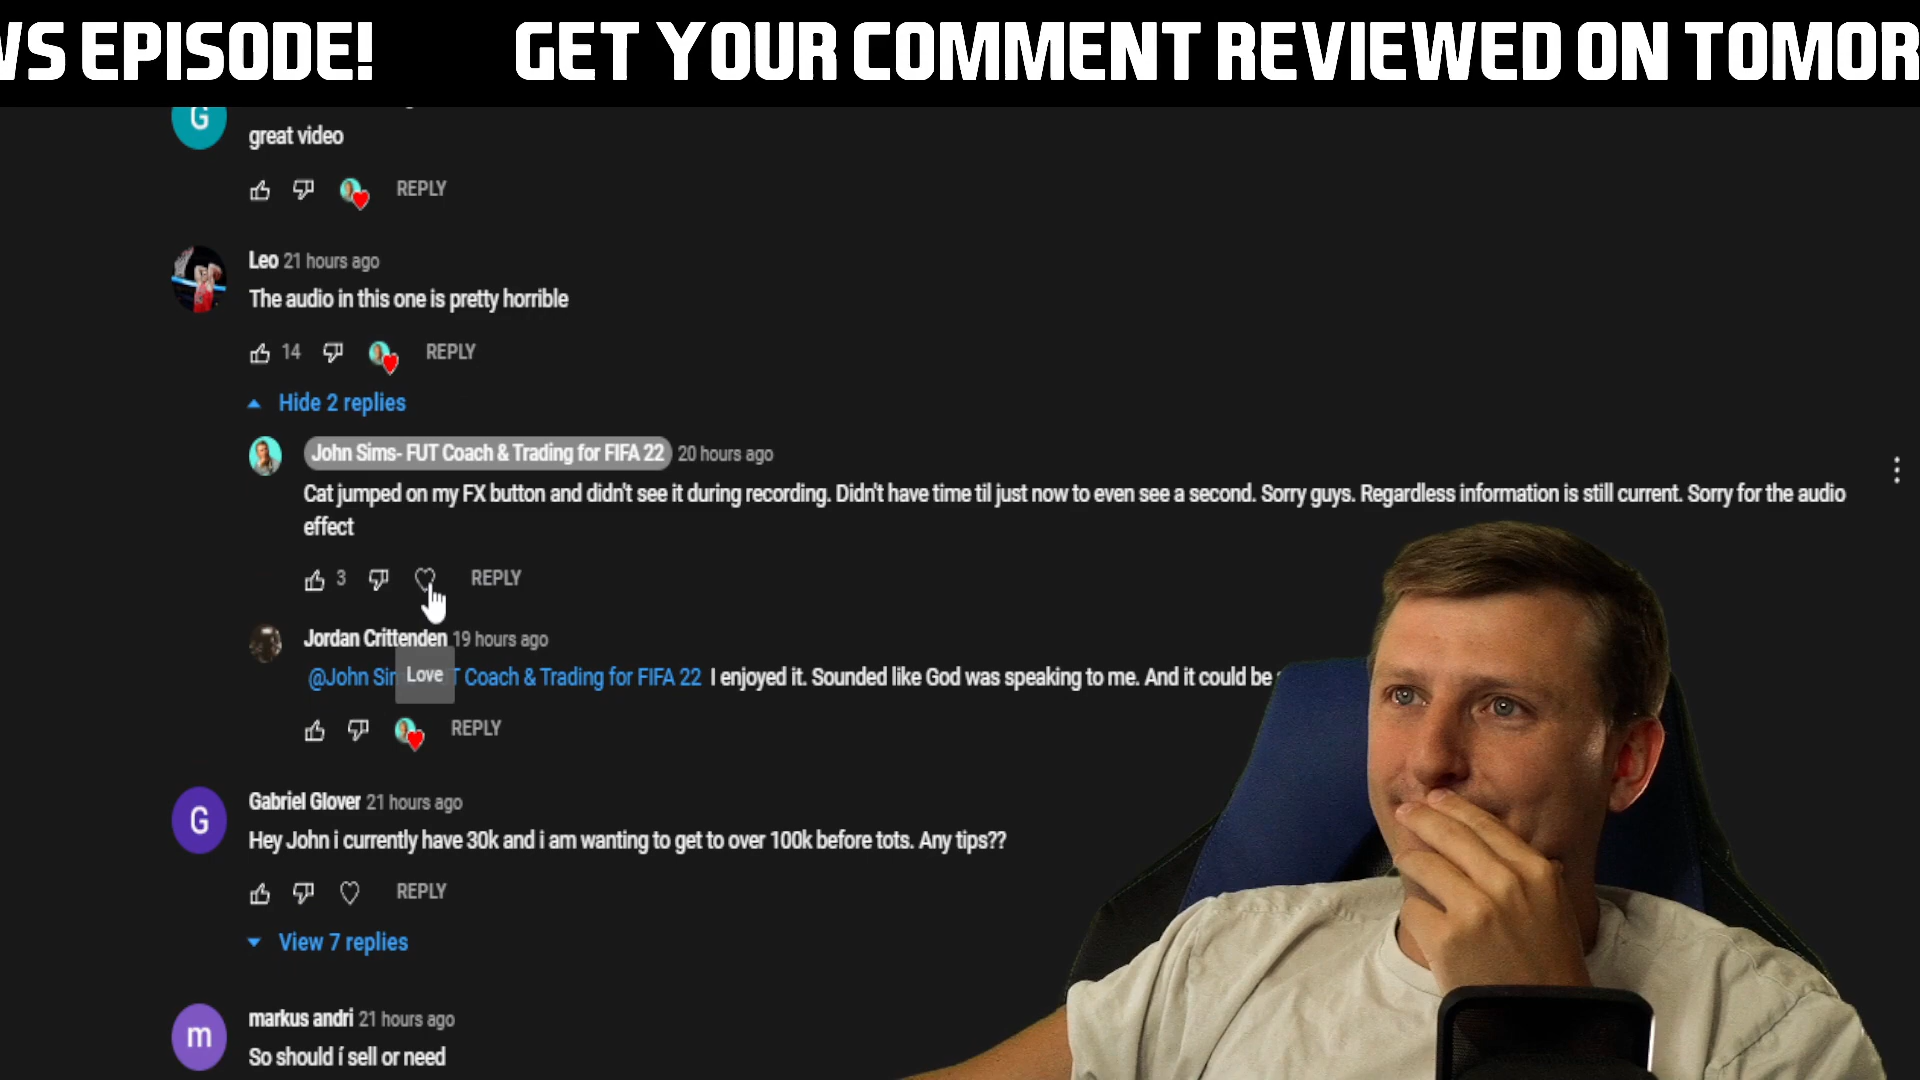 WS EPISODE! GET YOUR COMMENT REVIEWED ON TOMOR
G
great video
REPLY
Leo 21 hours ago
The audio in this one is pretty horrible
14 REPLY
Hide 2 replies
John Sims- FUT Coach & Trading for FIFA 22 20 hours ago
Cat jumped on my FX button and didn't see it during recording. Didn't have time til just now to even see a second. Sorry guys. Regardless information is still current. Sorry for the audio
effect
3 REPLY
Jordan Crittenden 19 hours ago
Love
@John Sim T Coach & Trading for FIFA 22 I enjoyed it. Sounded like God was speaking to me. And it could be
REPLY
G
Gabriel Glover 21 hours ago
Hey John i currently have 30k and i am wanting to get to over 100k before tots. Any tips??
REPLY
View 7 replies
m
markus andri 21 hours ago
So should í sell or need